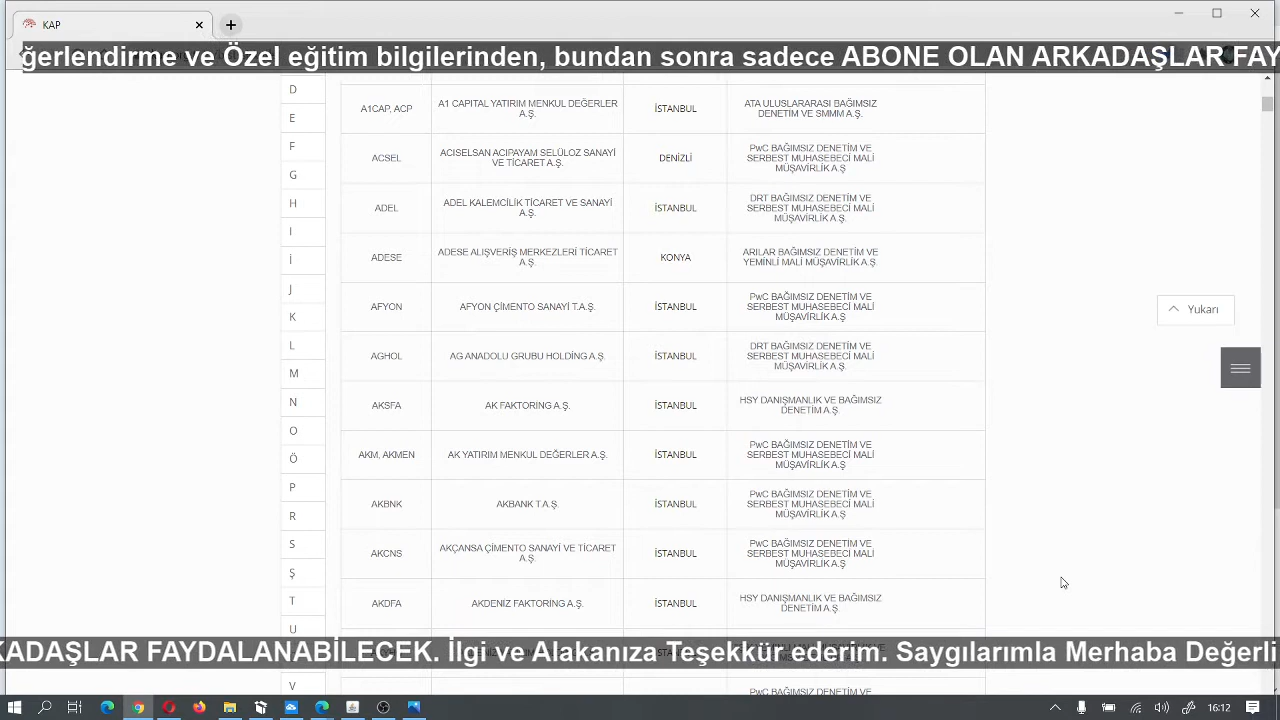 KAP
ğerlendirme ve Özel eğitim bilgilerinden, bundan sonra sadece ABONE OLAN ARKADAŞLAR FAY
D
E
F
G
H
I
İ
J
K
L
M
N
O
Ö
P
R
S
Ş
T
U
V
A1CAP, ACP
A1 CAPITAL YATIRIM MENKUL DEĞERLER
A.Ş.
İSTANBUL
ATA ULUSLARARASI BAĞIMSIZ
DENETİM VE SMMM A.Ş.
ACSEL
ACISELSAN ACIPAYAM SELÜLOZ SANAYİ
VE TİCARET A.Ş.
DENİZLİ
PwC BAĞIMSIZ DENETİM VE
SERBEST MUHASEBECİ MALİ
MÜŞAVİRLİK A.Ş
ADEL
ADEL KALEMCİLİK TİCARET VE SANAYİ
A.Ş.
İSTANBUL
DRT BAĞIMSIZ DENETİM VE
SERBEST MUHASEBECİ MALİ
MÜŞAVİRLİK A.Ş.
ADESE
ADESE ALIŞVERİŞ MERKEZLERİ TİCARET
A.Ş.
KONYA
ARILAR BAĞIMSIZ DENETİM VE
YEMİNLİ MALİ MÜŞAVİRLİK A.Ş.
AFYON
AFYON ÇİMENTO SANAYİ T.A.Ş.
İSTANBUL
PwC BAĞIMSIZ DENETİM VE
SERBEST MUHASEBECİ MALİ
MÜŞAVİRLİK A.Ş
AGHOL
AG ANADOLU GRUBU HOLDİNG A.Ş.
İSTANBUL
DRT BAĞIMSIZ DENETİM VE
SERBEST MUHASEBECİ MALİ
MÜŞAVİRLİK A.Ş.
AKSFA
AK FAKTORİNG A.Ş.
İSTANBUL
HSY DANIŞMANLIK VE BAĞIMSIZ
DENETİM A.Ş.
AKM, AKMEN
AK YATIRIM MENKUL DEĞERLER A.Ş.
İSTANBUL
PwC BAĞIMSIZ DENETİM VE
SERBEST MUHASEBECİ MALİ
MÜŞAVİRLİK A.Ş
AKBNK
AKBANK T.A.Ş.
İSTANBUL
PwC BAĞIMSIZ DENETİM VE
SERBEST MUHASEBECİ MALİ
MÜŞAVİRLİK A.Ş
AKCNS
AKÇANSA ÇİMENTO SANAYİ VE TİCARET
A.Ş.
İSTANBUL
PwC BAĞIMSIZ DENETİM VE
SERBEST MUHASEBECİ MALİ
MÜŞAVİRLİK A.Ş
AKDFA
AKDENİZ FAKTORİNG A.Ş.
İSTANBUL
HSY DANIŞMANLIK VE BAĞIMSIZ
DENETİM A.Ş.
PwC BAĞIMSIZ DENETİM VE
Yukarı
KADAŞLAR FAYDALANABİLECEK. İlgi ve Alakanıza Teşekkür ederim. Saygılarımla Merhaba Değerli
16:12